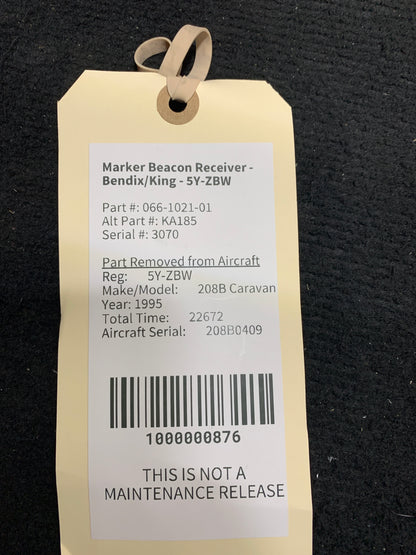 Marker Beacon Receiver -
Bendix/King - 5Y-ZBW
Part #: 066-1021-01
Alt Part #: KA185
Serial #: 3070
Part Removed from Aircraft
Reg: 5Y-ZBW
Make/Model: 208B Caravan
Year: 1995
Total Time: 22672
Aircraft Serial: 208B0409
1000000876
THIS IS NOT A
MAINTENANCE RELEASE